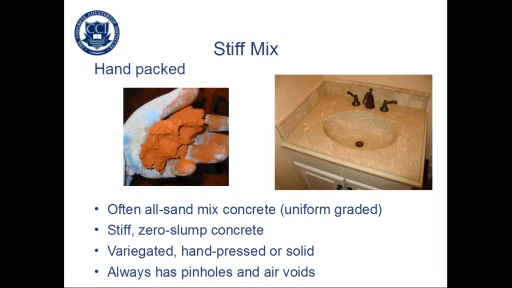 CCI
Stiff Mix
Hand packed
• Often all-sand mix concrete (uniform graded)
• Stiff, zero-slump concrete
• Variegated, hand-pressed or solid
• Always has pinholes and air voids